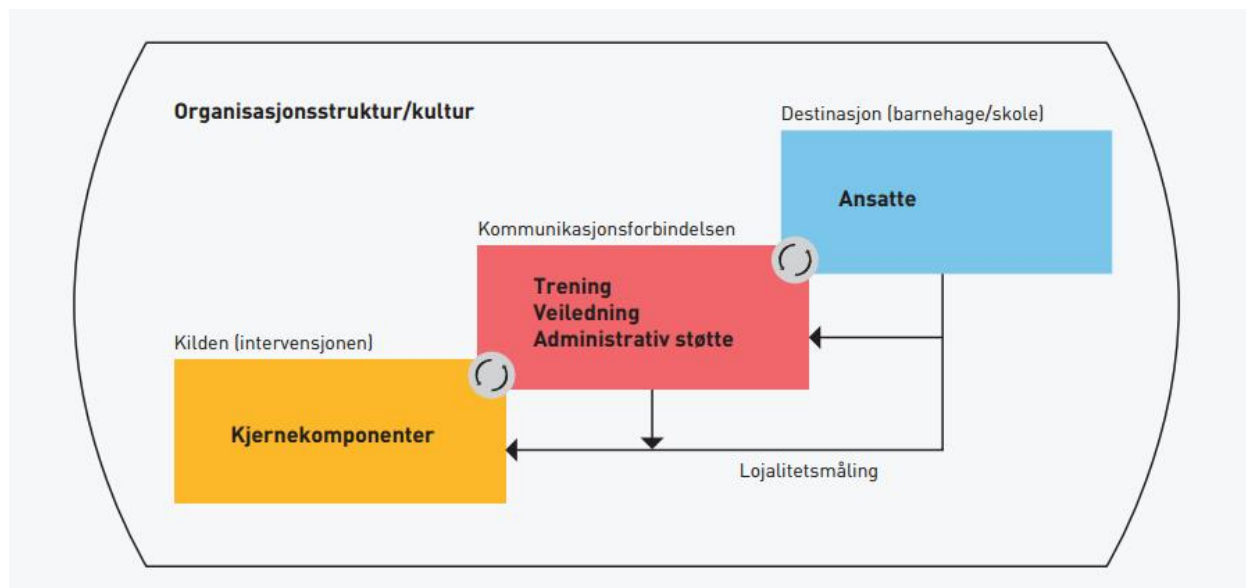 Organisasjonsstruktur/kultur
Destinasjon (barnehage/skole)
Ansatte
Kommunikasjonsforbindelsen
Trening
Veiledning
Administrativ støtte
Kilden (intervensjonen)
Kjernekomponenter
Lojalitetsmåling